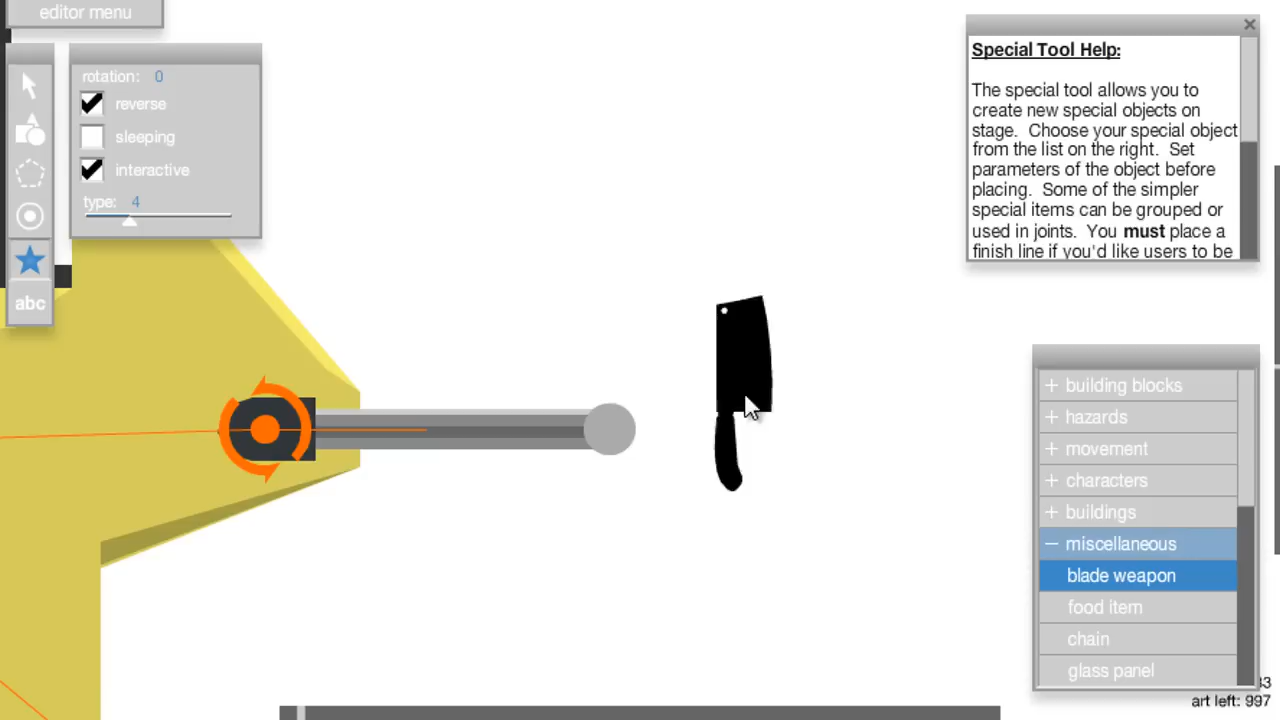 editor menu
rotation: 0
reverse
sleeping
interactive
type: 4
abc
Special Tool Help:
The special tool allows you to
create new special objects on
stage. Choose your special object
from the list on the right. Set
parameters of the object before
placing. Some of the simpler
special items can be grouped or
used in joints. You must place a
finish line if you'd like users to be
+ building blocks
+ hazards
+ movement
+ characters
+ buildings
− miscellaneous
blade weapon
food item
chain
glass panel
art left: 997